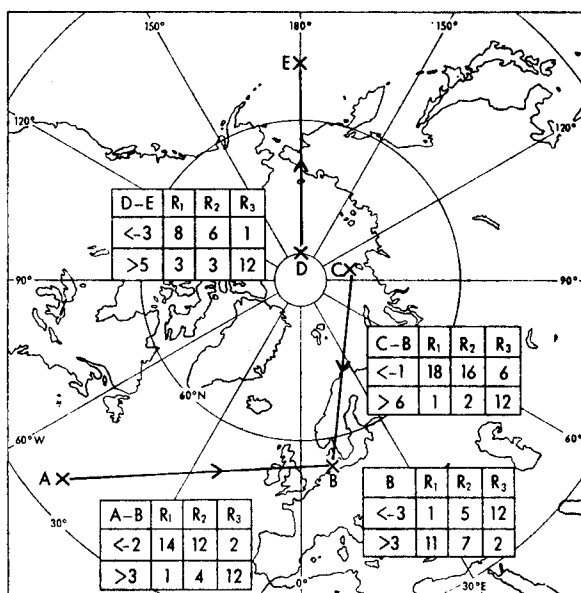 150°
180°
150°
E
120°
120°
D–E R₁ R₂ R₃
<-3 8 6 1
>5 3 3 12
D
C
90°
90°
C–B R₁ R₂ R₃
<-1 18 16 6
>6 1 2 12
60°N
60°W
60°
A
B
B R₁ R₂ R₃
<-3 1 5 12
>3 11 7 2
A–B R₁ R₂ R₃
<-2 14 12 2
>3 1 4 12
30°
0°
30°E